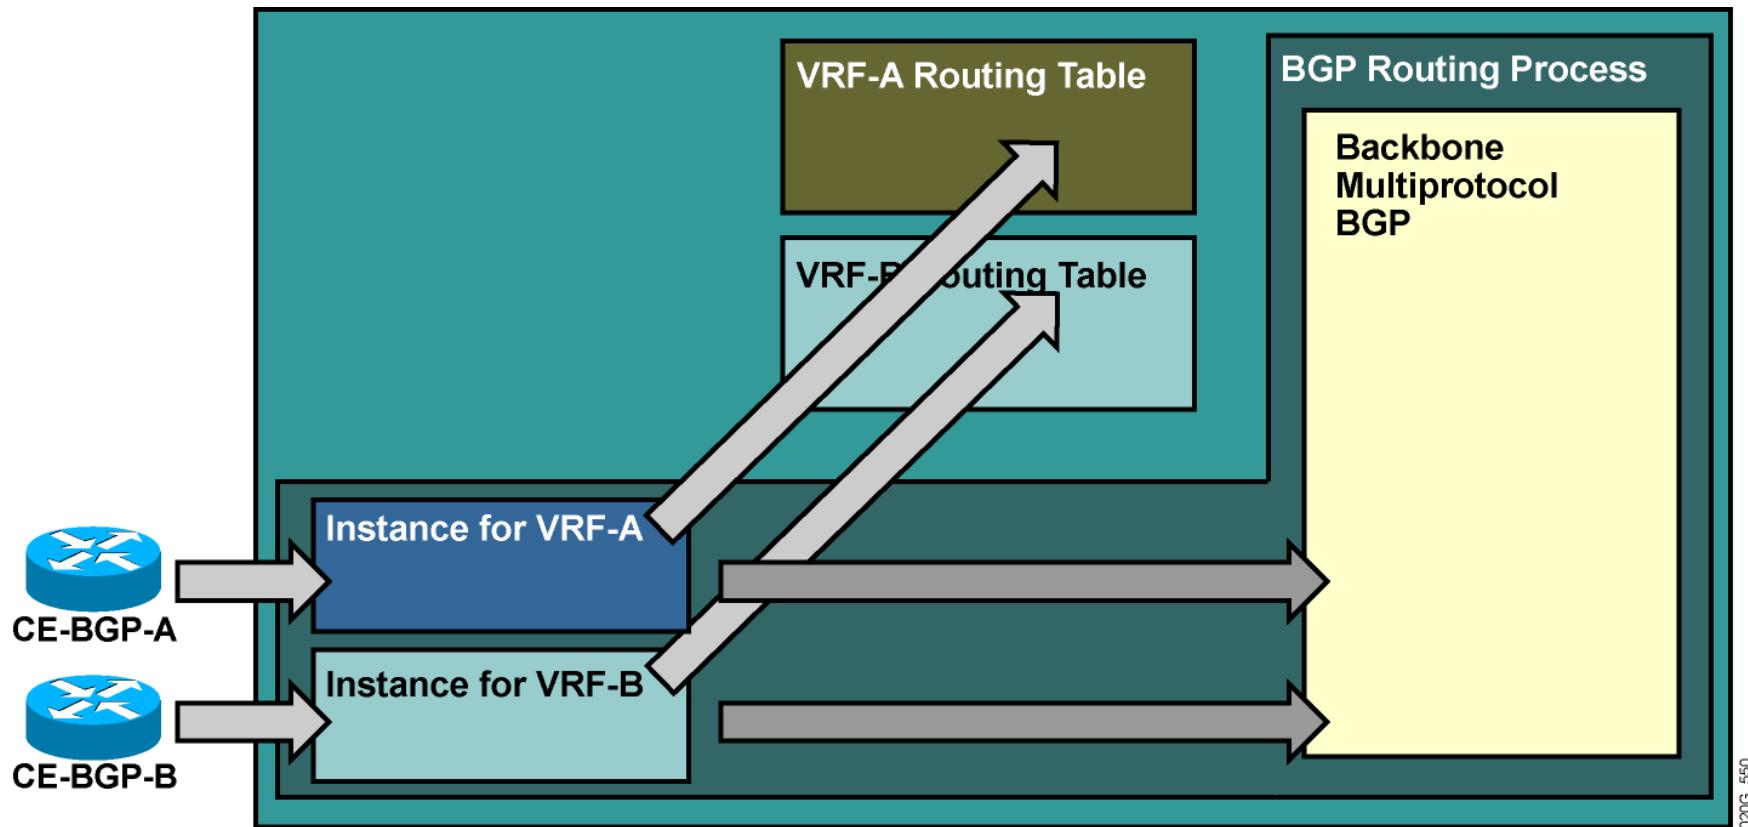 VRF-A Routing Table
BGP Routing Process
Backbone
Multiprotocol
BGP
VRF-B Routing Table
Instance for VRF-A
CE-BGP-A
Instance for VRF-B
CE-BGP-B